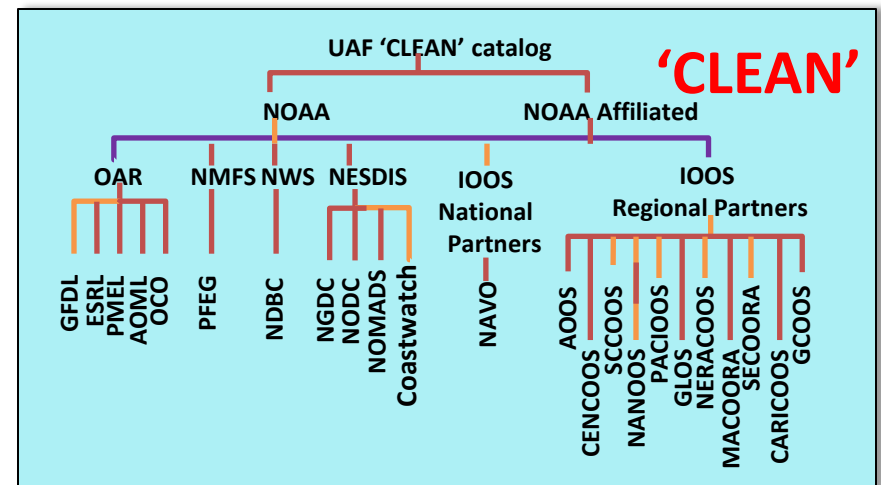 UAF ‘CLEAN’ catalog
‘CLEAN’
NOAA
NOAA Affiliated
OAR
NMFS
NWS
NESDIS
IOOS
National
Partners
IOOS
Regional Partners
GFDL
ESRL
PMEL
AOML
OCO
PFEG
NDBC
NGDC
NODC
NOMADS
Coastwatch
NAVO
AOOS
CENCOOS
SCCOOS
NANOOS
PACIOOS
GLOS
NERACOOS
MACOORA
SECOORA
CARICOOS
GCOOS